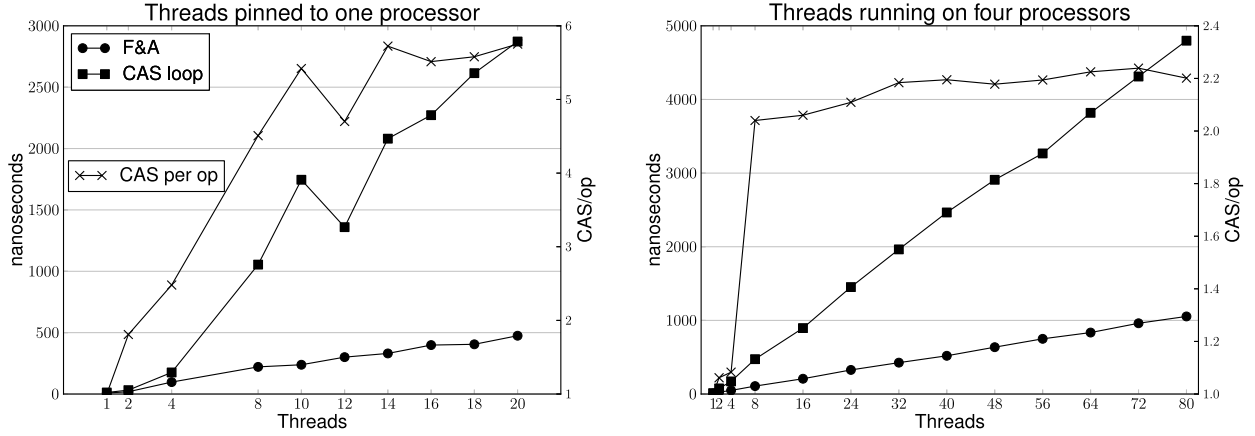 Threads pinned to one processor
3000
2500
2000
1500
1000
500
0
nanoseconds
F&A
CAS loop
CAS per op
6
5
4
3
2
1
CAS/op
1 2 4 8 10 12 14 16 18 20
Threads
Threads running on four processors
5000
4000
3000
2000
1000
0
nanoseconds
2.4
2.2
2.0
1.8
1.6
1.4
1.2
1.0
CAS/op
1 2 4 8 16 24 32 40 48 56 64 72 80
Threads